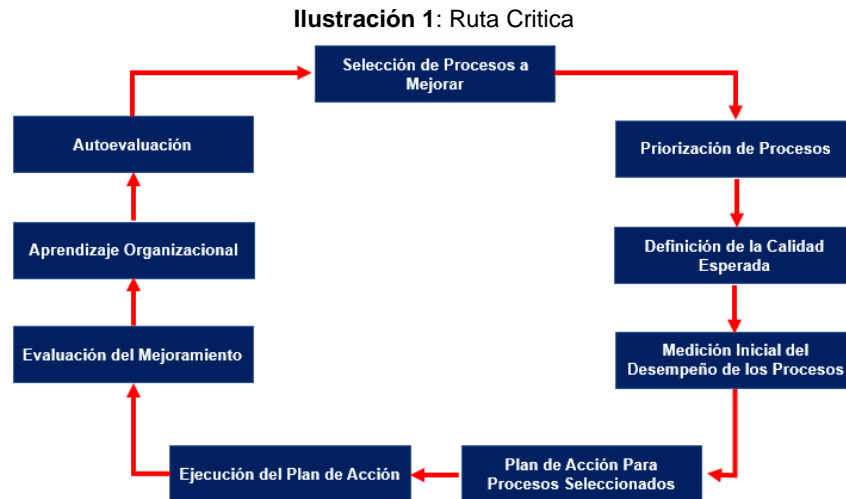 Ilustración 1: Ruta Critica
Selección de Procesos a
Mejorar
Priorización de Procesos
Definición de la Calidad
Esperada
Medición Inicial del
Desempeño de los Procesos
Plan de Acción Para
Procesos Seleccionados
Ejecución del Plan de Acción
Evaluación del Mejoramiento
Aprendizaje Organizacional
Autoevaluación